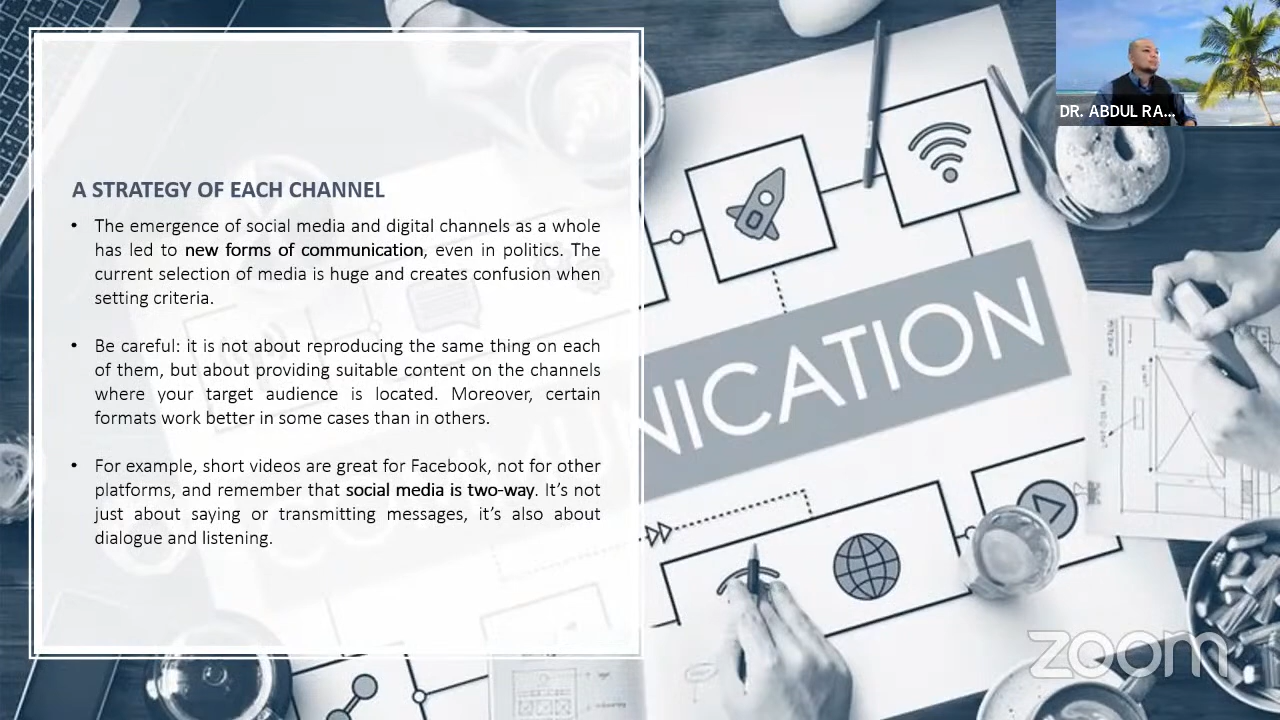 DR. ABDUL RA...
A STRATEGY OF EACH CHANNEL
• The emergence of social media and digital channels as a whole
has led to new forms of communication, even in politics. The
current selection of media is huge and creates confusion when
setting criteria.
• Be careful: it is not about reproducing the same thing on each
of them, but about providing suitable content on the channels
where your target audience is located. Moreover, certain
formats work better in some cases than in others.
• For example, short videos are great for Facebook, not for other
platforms, and remember that social media is two-way. It’s not
just about saying or transmitting messages, it’s also about
dialogue and listening.
NICATION
zoom